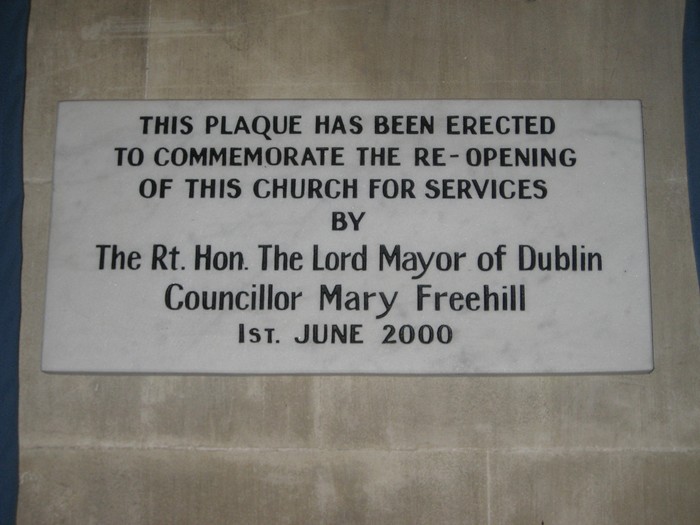 THIS PLAQUE HAS BEEN ERECTED
TO COMMEMORATE THE RE-OPENING
OF THIS CHURCH FOR SERVICES
BY
The Rt. Hon. The Lord Mayor of Dublin
Councillor Mary Freehill
1ST. JUNE 2000